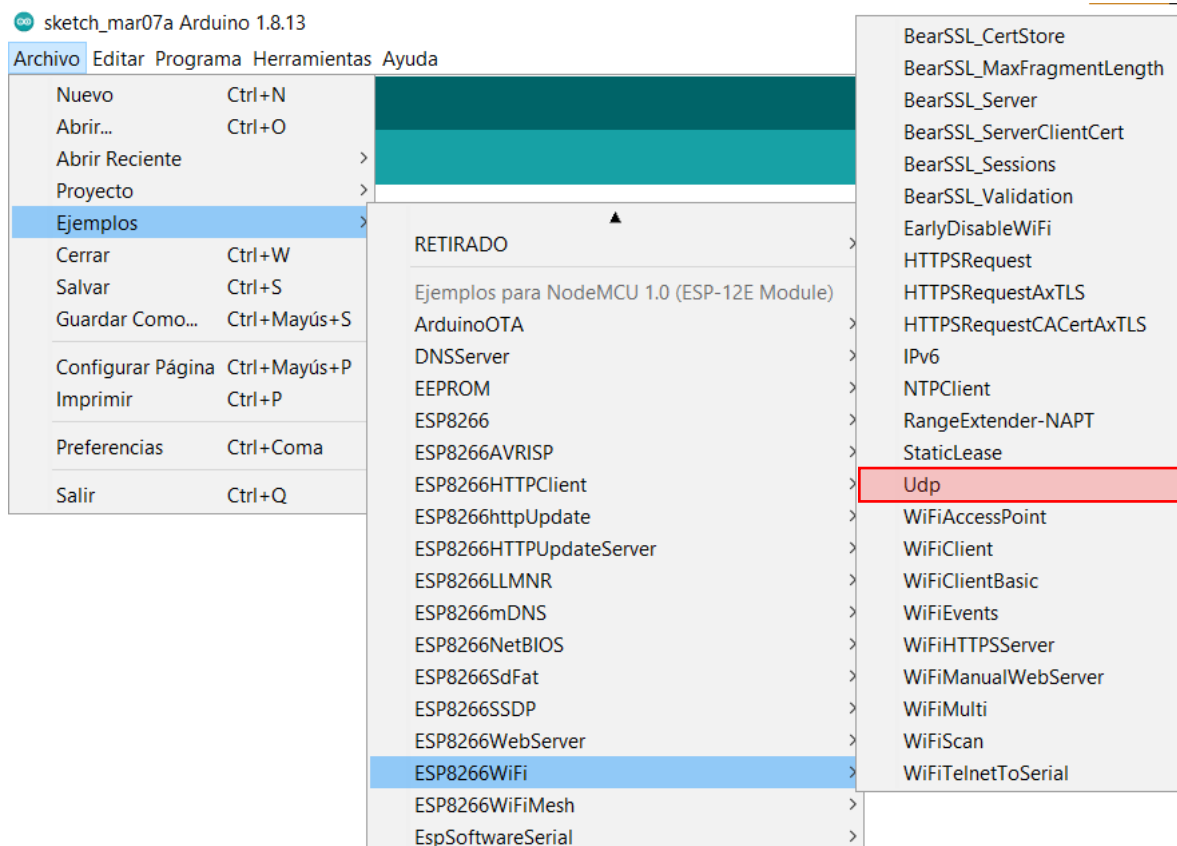 sketch_mar07a Arduino 1.8.13
Archivo Editar Programa Herramientas Ayuda
Nuevo Ctrl+N
Abrir... Ctrl+O
Abrir Reciente
Proyecto
Ejemplos
Cerrar Ctrl+W
Salvar Ctrl+S
Guardar Como... Ctrl+Mayús+S
Configurar Página Ctrl+Mayús+P
Imprimir Ctrl+P
Preferencias Ctrl+Coma
Salir Ctrl+Q
RETIRADO
Ejemplos para NodeMCU 1.0 (ESP-12E Module)
ArduinoOTA
DNSServer
EEPROM
ESP8266
ESP8266AVRISP
ESP8266HTTPClient
ESP8266httpUpdate
ESP8266HTTPUpdateServer
ESP8266LLMNR
ESP8266mDNS
ESP8266NetBIOS
ESP8266SdFat
ESP8266SSDP
ESP8266WebServer
ESP8266WiFi
ESP8266WiFiMesh
EspSoftwareSerial
BearSSL_CertStore
BearSSL_MaxFragmentLength
BearSSL_Server
BearSSL_ServerClientCert
BearSSL_Sessions
BearSSL_Validation
EarlyDisableWiFi
HTTPSRequest
HTTPSRequestAxTLS
HTTPSRequestCACertAxTLS
IPv6
NTPClient
RangeExtender-NAPT
StaticLease
Udp
WiFiAccessPoint
WiFiClient
WiFiClientBasic
WiFiEvents
WiFiHTTPSServer
WiFiManualWebServer
WiFiMulti
WiFiScan
WiFiTelnetToSerial